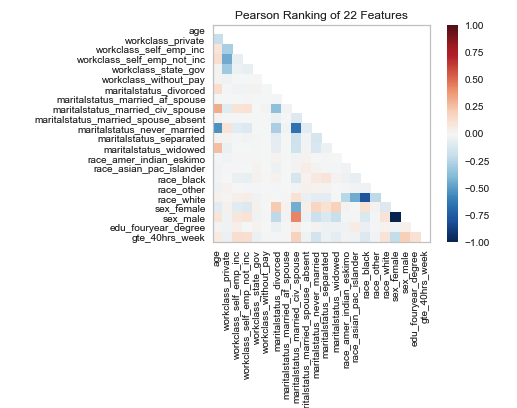 Pearson Ranking of 22 Features
age
workclass_private
workclass_self_emp_inc
workclass_self_emp_not_inc
workclass_state_gov
workclass_without_pay
maritalstatus_divorced
maritalstatus_married_af_spouse
maritalstatus_married_civ_spouse
maritalstatus_married_spouse_absent
maritalstatus_never_married
maritalstatus_separated
maritalstatus_widowed
race_amer_indian_eskimo
race_asian_pac_islander
race_black
race_other
race_white
sex_female
sex_male
edu_fouryear_degree
gte_40hrs_week
1.00
0.75
0.50
0.25
0.00
−0.25
−0.50
−0.75
−1.00
age
workclass_private
workclass_self_emp_inc
workclass_self_emp_not_inc
workclass_state_gov
workclass_without_pay
maritalstatus_divorced
maritalstatus_married_af_spouse
maritalstatus_married_civ_spouse
ritalstatus_married_spouse_absent
maritalstatus_never_married
maritalstatus_separated
maritalstatus_widowed
race_amer_indian_eskimo
race_asian_pac_islander
race_black
race_other
race_white
sex_female
sex_male
edu_fouryear_degree
gte_40hrs_week